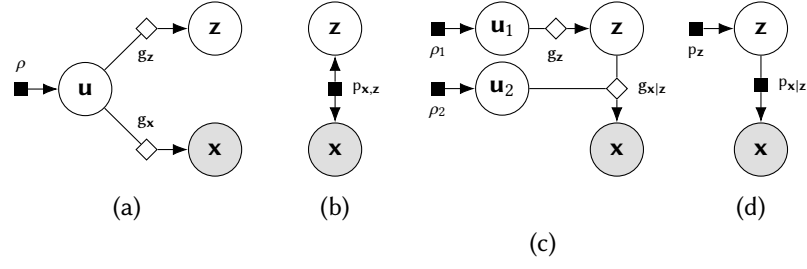 ρ
u
g_z
z
g_x
x
(a)
z
p_x,z
x
(b)
ρ₁
u₁
g_z
z
ρ₂
u₂
g_x|z
x
(c)
p_z
z
p_x|z
x
(d)